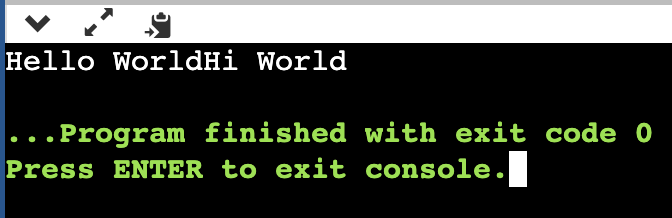 Hello WorldHi World
...Program finished with exit code 0
Press ENTER to exit console.